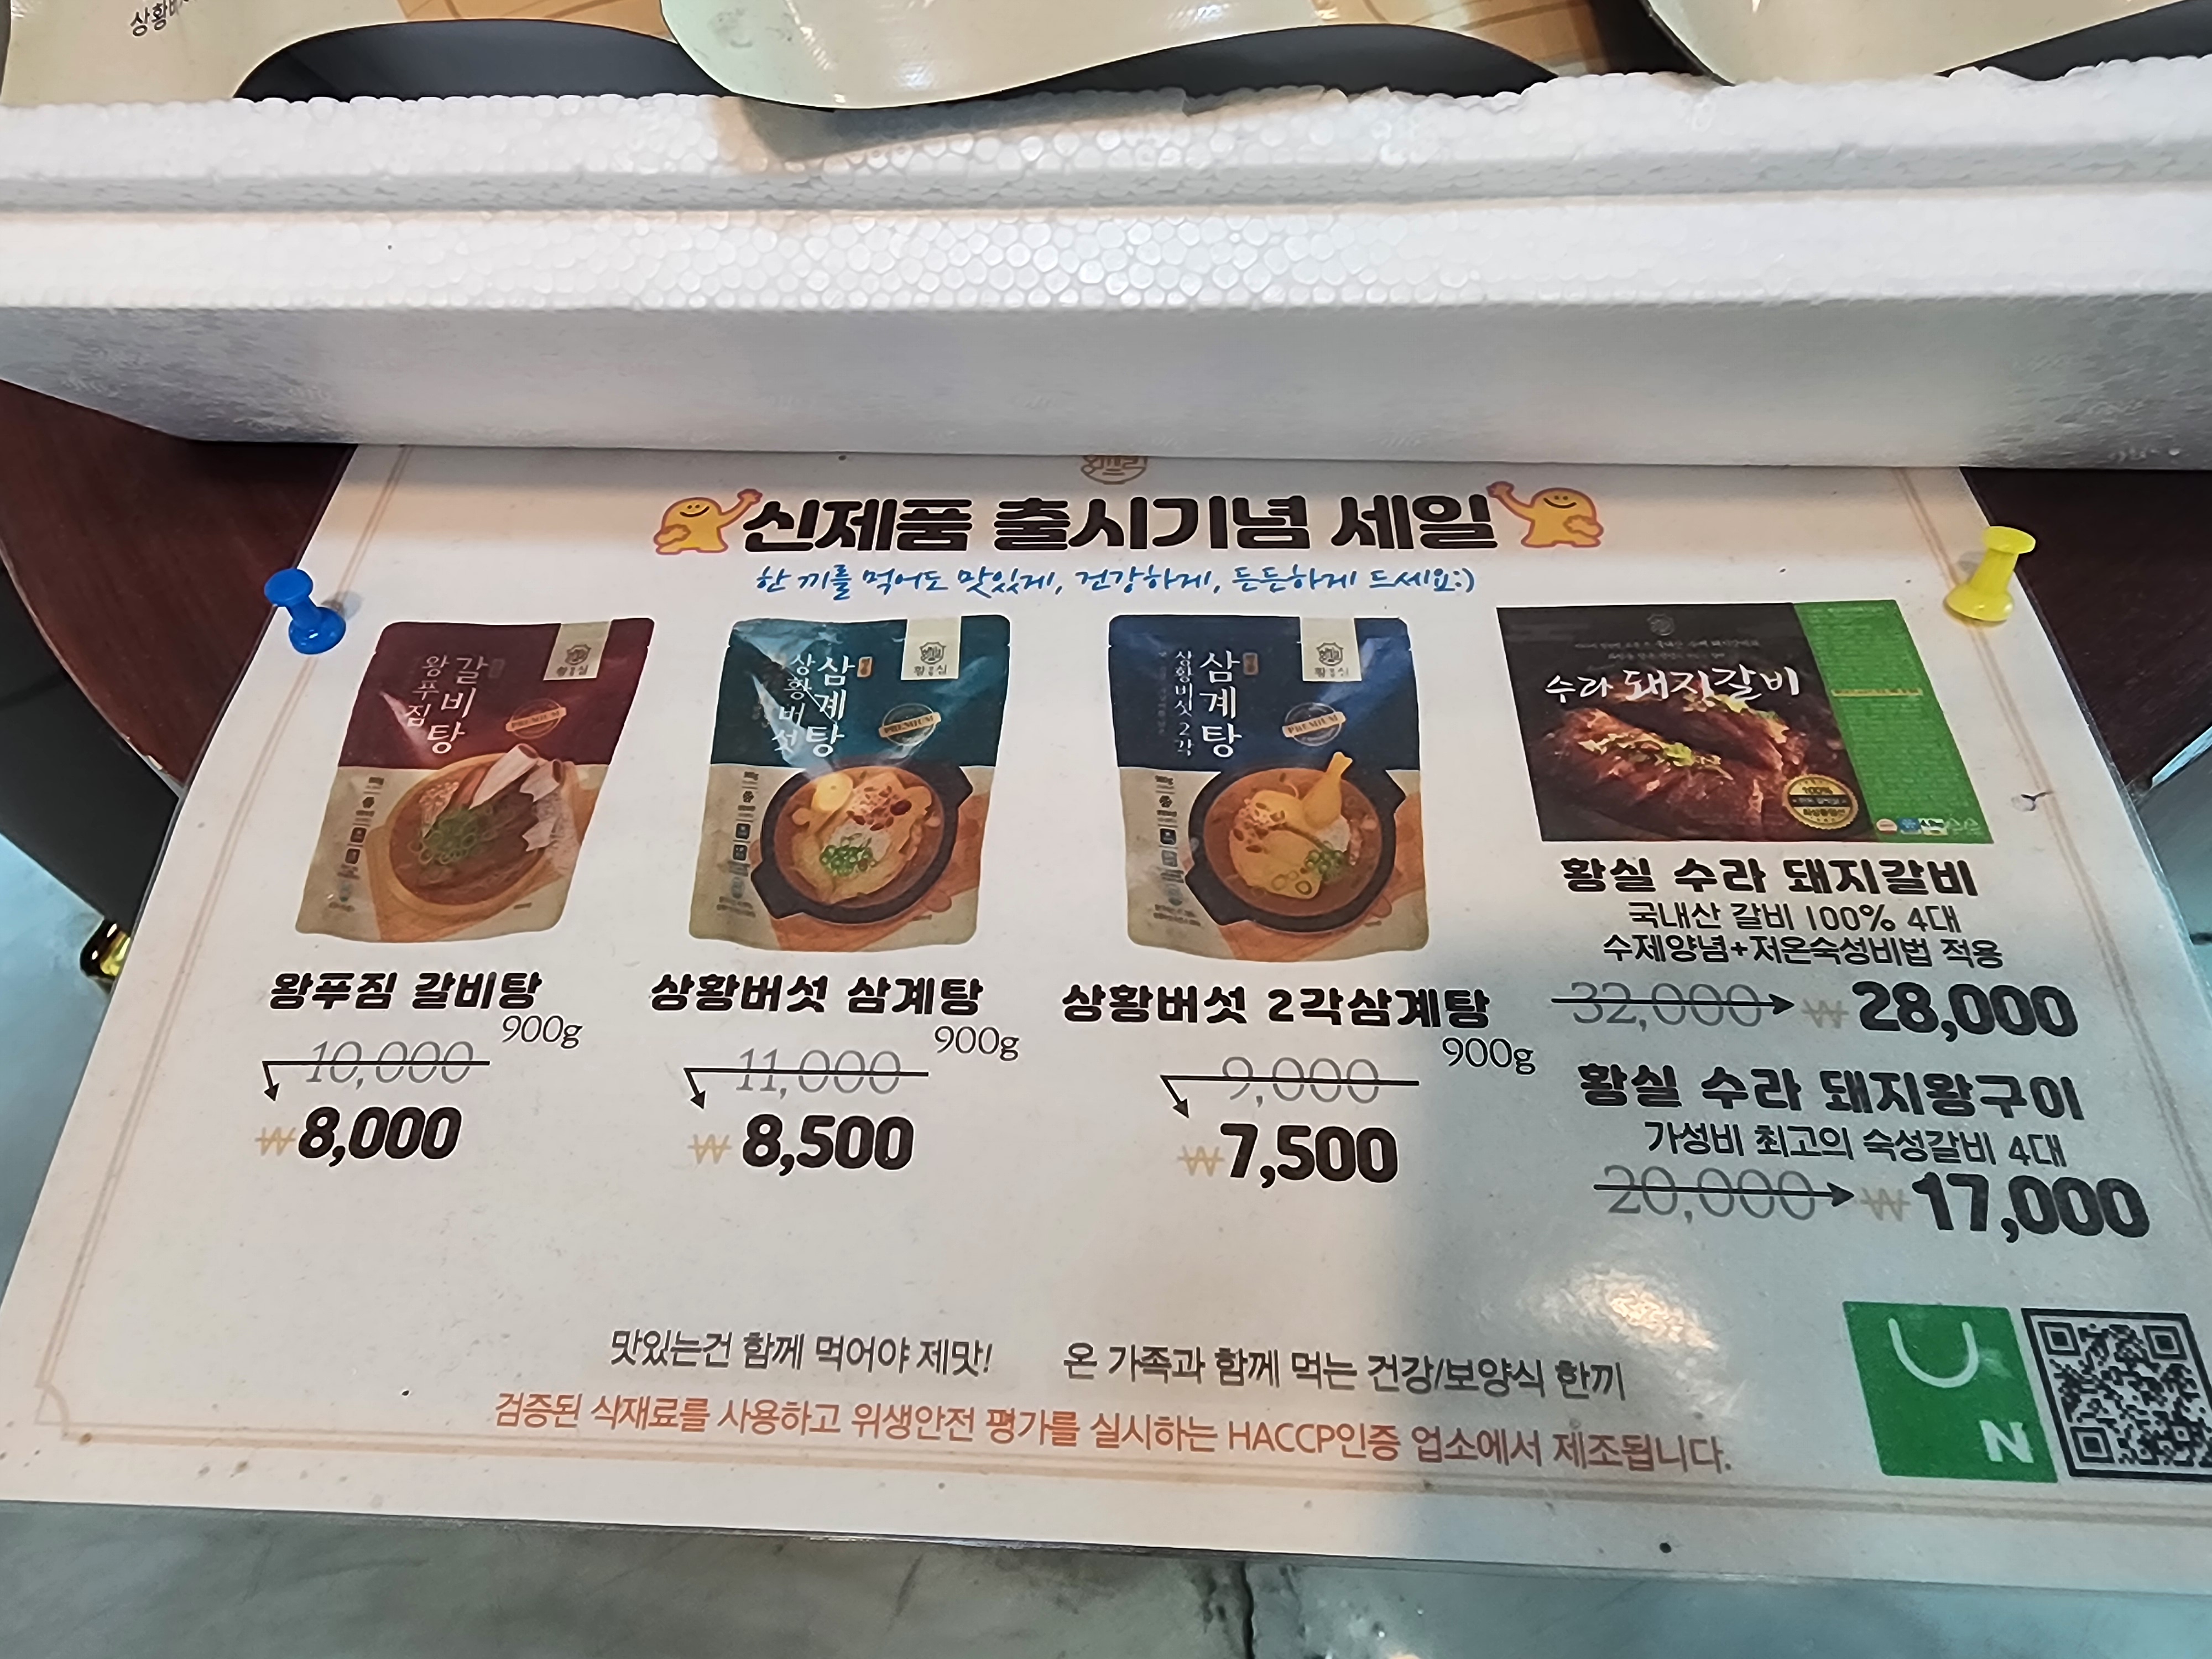 신제품 출시기념 세일
한 끼를 먹어도 맛있게, 건강하게, 든든하게 드세요:)
왕푸짐 갈비탕
PREMIUM
황실
상황버섯 삼계탕
PREMIUM
황실
상황버섯 2각 삼계탕
PREMIUM
황실
수라 돼지갈비
100%
왕푸짐 갈비탕
900g
10,000
₩8,000
상황버섯 삼계탕
900g
11,000
₩8,500
상황버섯 2각삼계탕
900g
9,000
₩7,500
황실 수라 돼지갈비
국내산 갈비 100% 4대
수제양념+저온숙성비법 적용
32,000 → ₩28,000
황실 수라 돼지왕구이
가성비 최고의 숙성갈비 4대
20,000 → ₩17,000
맛있는건 함께 먹어야 제맛! 온 가족과 함께 먹는 건강/보양식 한끼
검증된 식재료를 사용하고 위생안전 평가를 실시하는 HACCP인증 업소에서 제조됩니다.
N